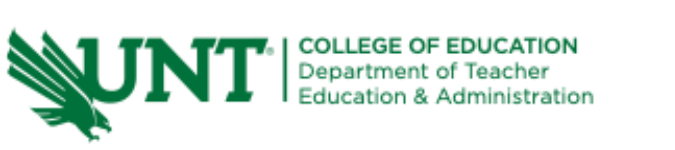 UNT®
COLLEGE OF EDUCATION
Department of Teacher
Education & Administration